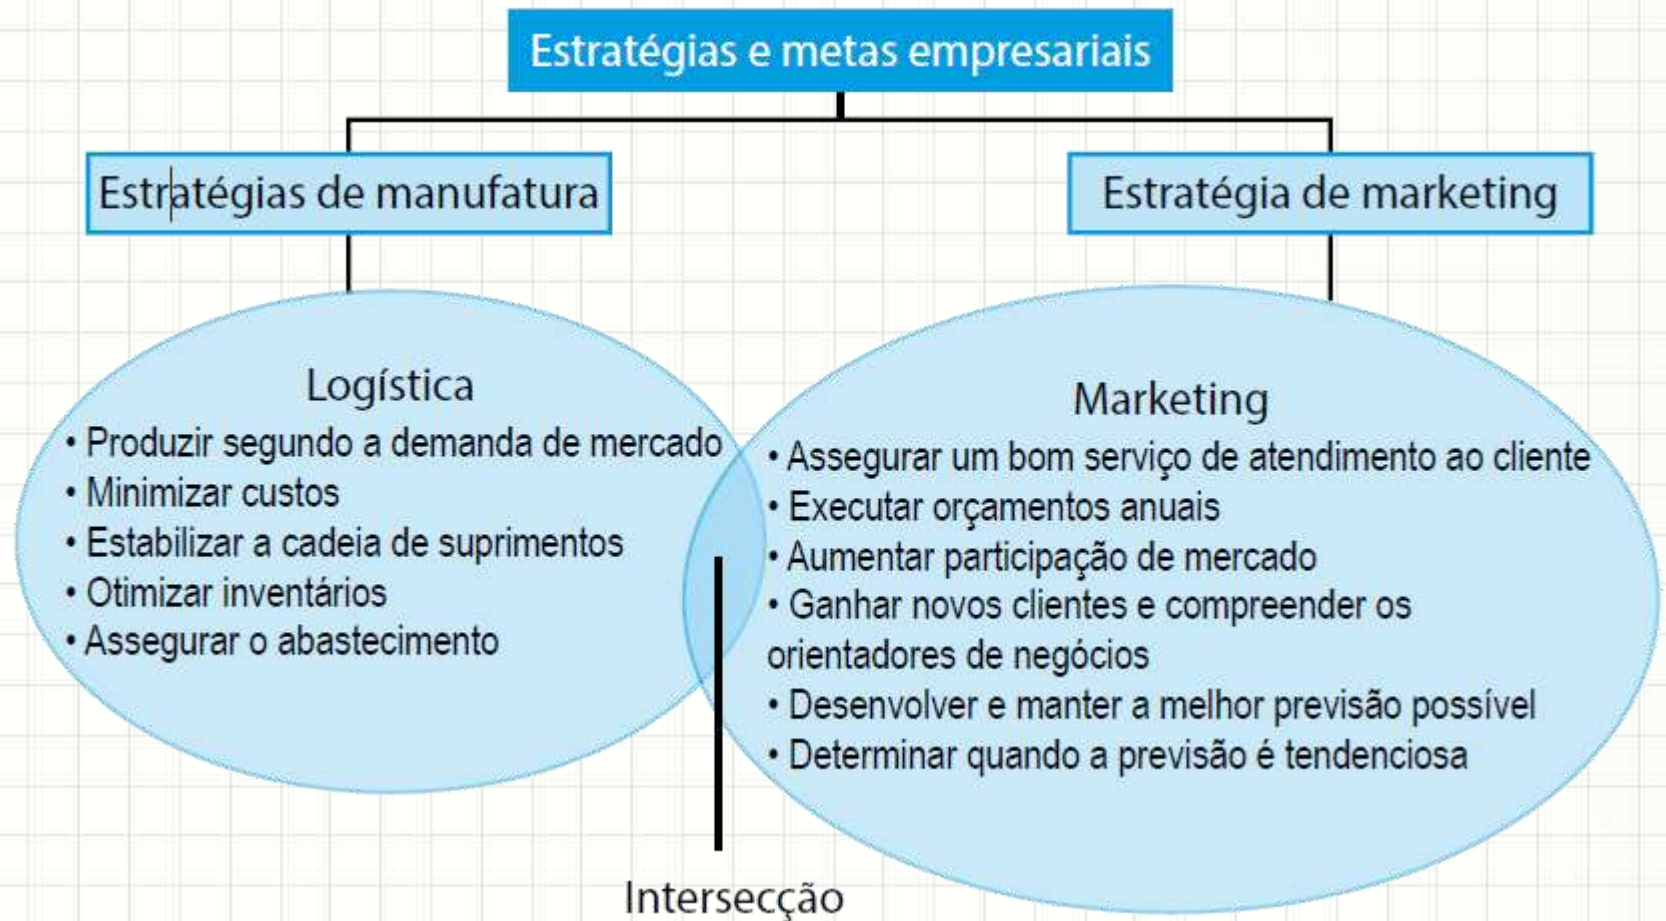 Estratégias e metas empresariais
Estratégias de manufatura
Estratégia de marketing
Logística
• Produzir segundo a demanda de mercado
• Minimizar custos
• Estabilizar a cadeia de suprimentos
• Otimizar inventários
• Assegurar o abastecimento
Marketing
• Assegurar um bom serviço de atendimento ao cliente
• Executar orçamentos anuais
• Aumentar participação de mercado
• Ganhar novos clientes e compreender os
orientadores de negócios
• Desenvolver e manter a melhor previsão possível
• Determinar quando a previsão é tendenciosa
Intersecção